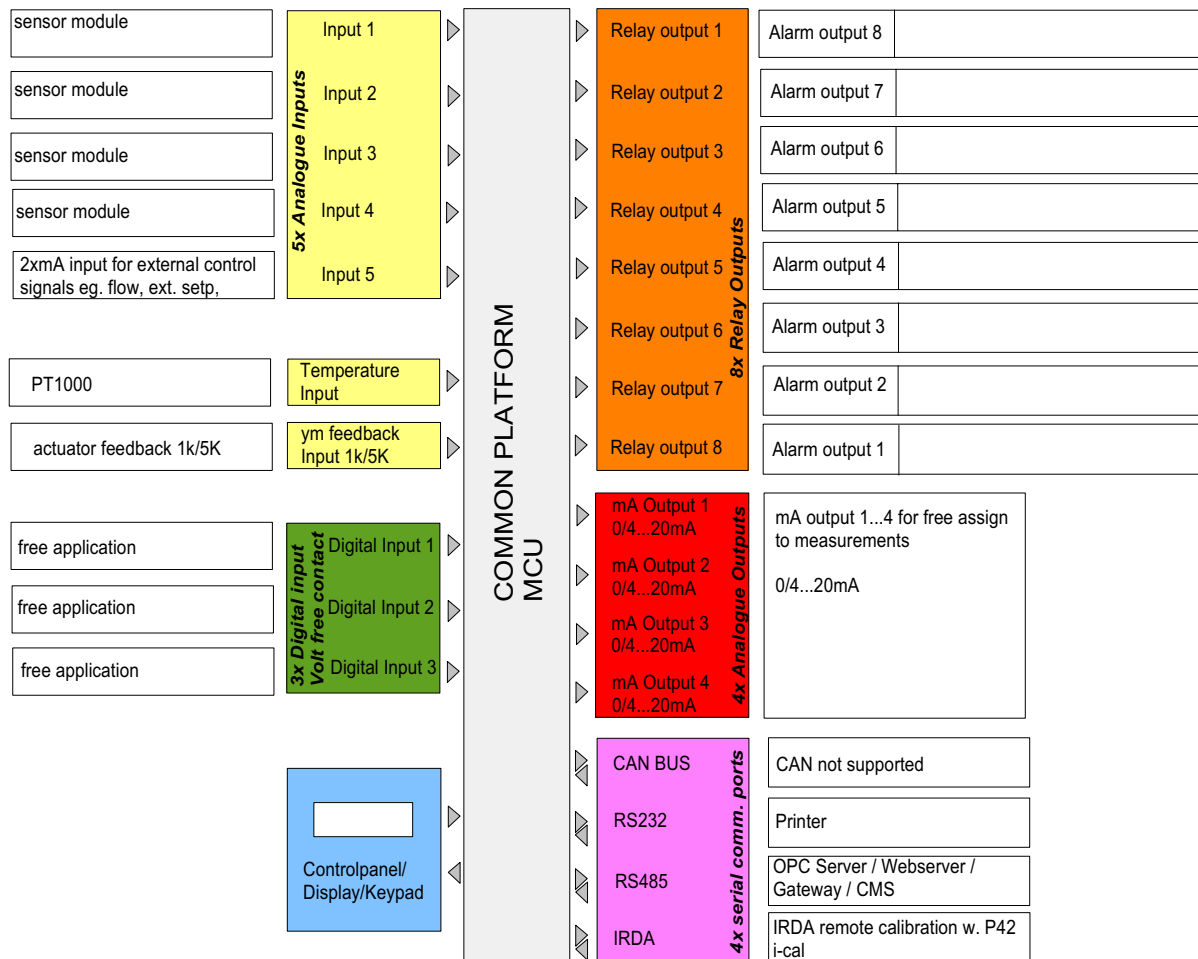 sensor module
sensor module
sensor module
sensor module
2xmA input for external control
signals eg. flow, ext. setp,
PT1000
actuator feedback 1k/5K
free application
free application
free application
5x Analogue Inputs
Input 1
Input 2
Input 3
Input 4
Input 5
Temperature
Input
ym feedback
Input 1k/5K
3x Digital input
Volt free contact
Digital Input 1
Digital Input 2
Digital Input 3
Controlpanel/
Display/Keypad
COMMON PLATFORM
MCU
Relay output 1
Relay output 2
Relay output 3
Relay output 4
Relay output 5
Relay output 6
Relay output 7
Relay output 8
8x Relay Outputs
Alarm output 8
Alarm output 7
Alarm output 6
Alarm output 5
Alarm output 4
Alarm output 3
Alarm output 2
Alarm output 1
mA Output 1
0/4...20mA
mA Output 2
0/4...20mA
mA Output 3
0/4...20mA
mA Output 4
0/4...20mA
4x Analogue Outputs
mA output 1...4 for free assign
to measurements
0/4...20mA
CAN BUS
RS232
RS485
IRDA
4x serial comm. ports
CAN not supported
Printer
OPC Server / Webserver /
Gateway / CMS
IRDA remote calibration w. P42
i-cal